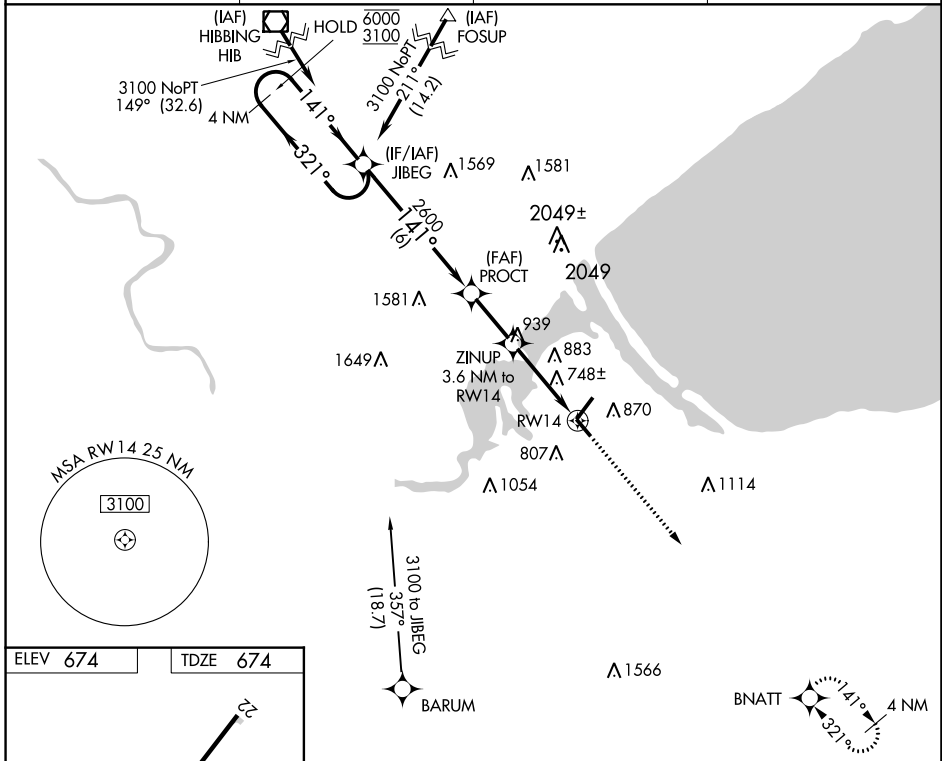 (IAF)
HIBBING
HIB
HOLD
6000
3100
(IAF)
FOSUP
3100 NoPT
149° (32.6)
4 NM
3100 NoPT
211°
(14.2)
141°
321°
(IF/IAF)
JIBEG
1569
1581
2600
141°
(6)
2049±
2049
(FAF)
PROCT
1581
939
ZINUP
3.6 NM to
RW14
883
1649
748±
RW14
870
807
1054
1114
MSA RW14 25 NM
3100
3100 to JIBEG
357°
(18.7)
BARUM
1566
BNATT
141°
321°
4 NM
ELEV 674
TDZE 674
22